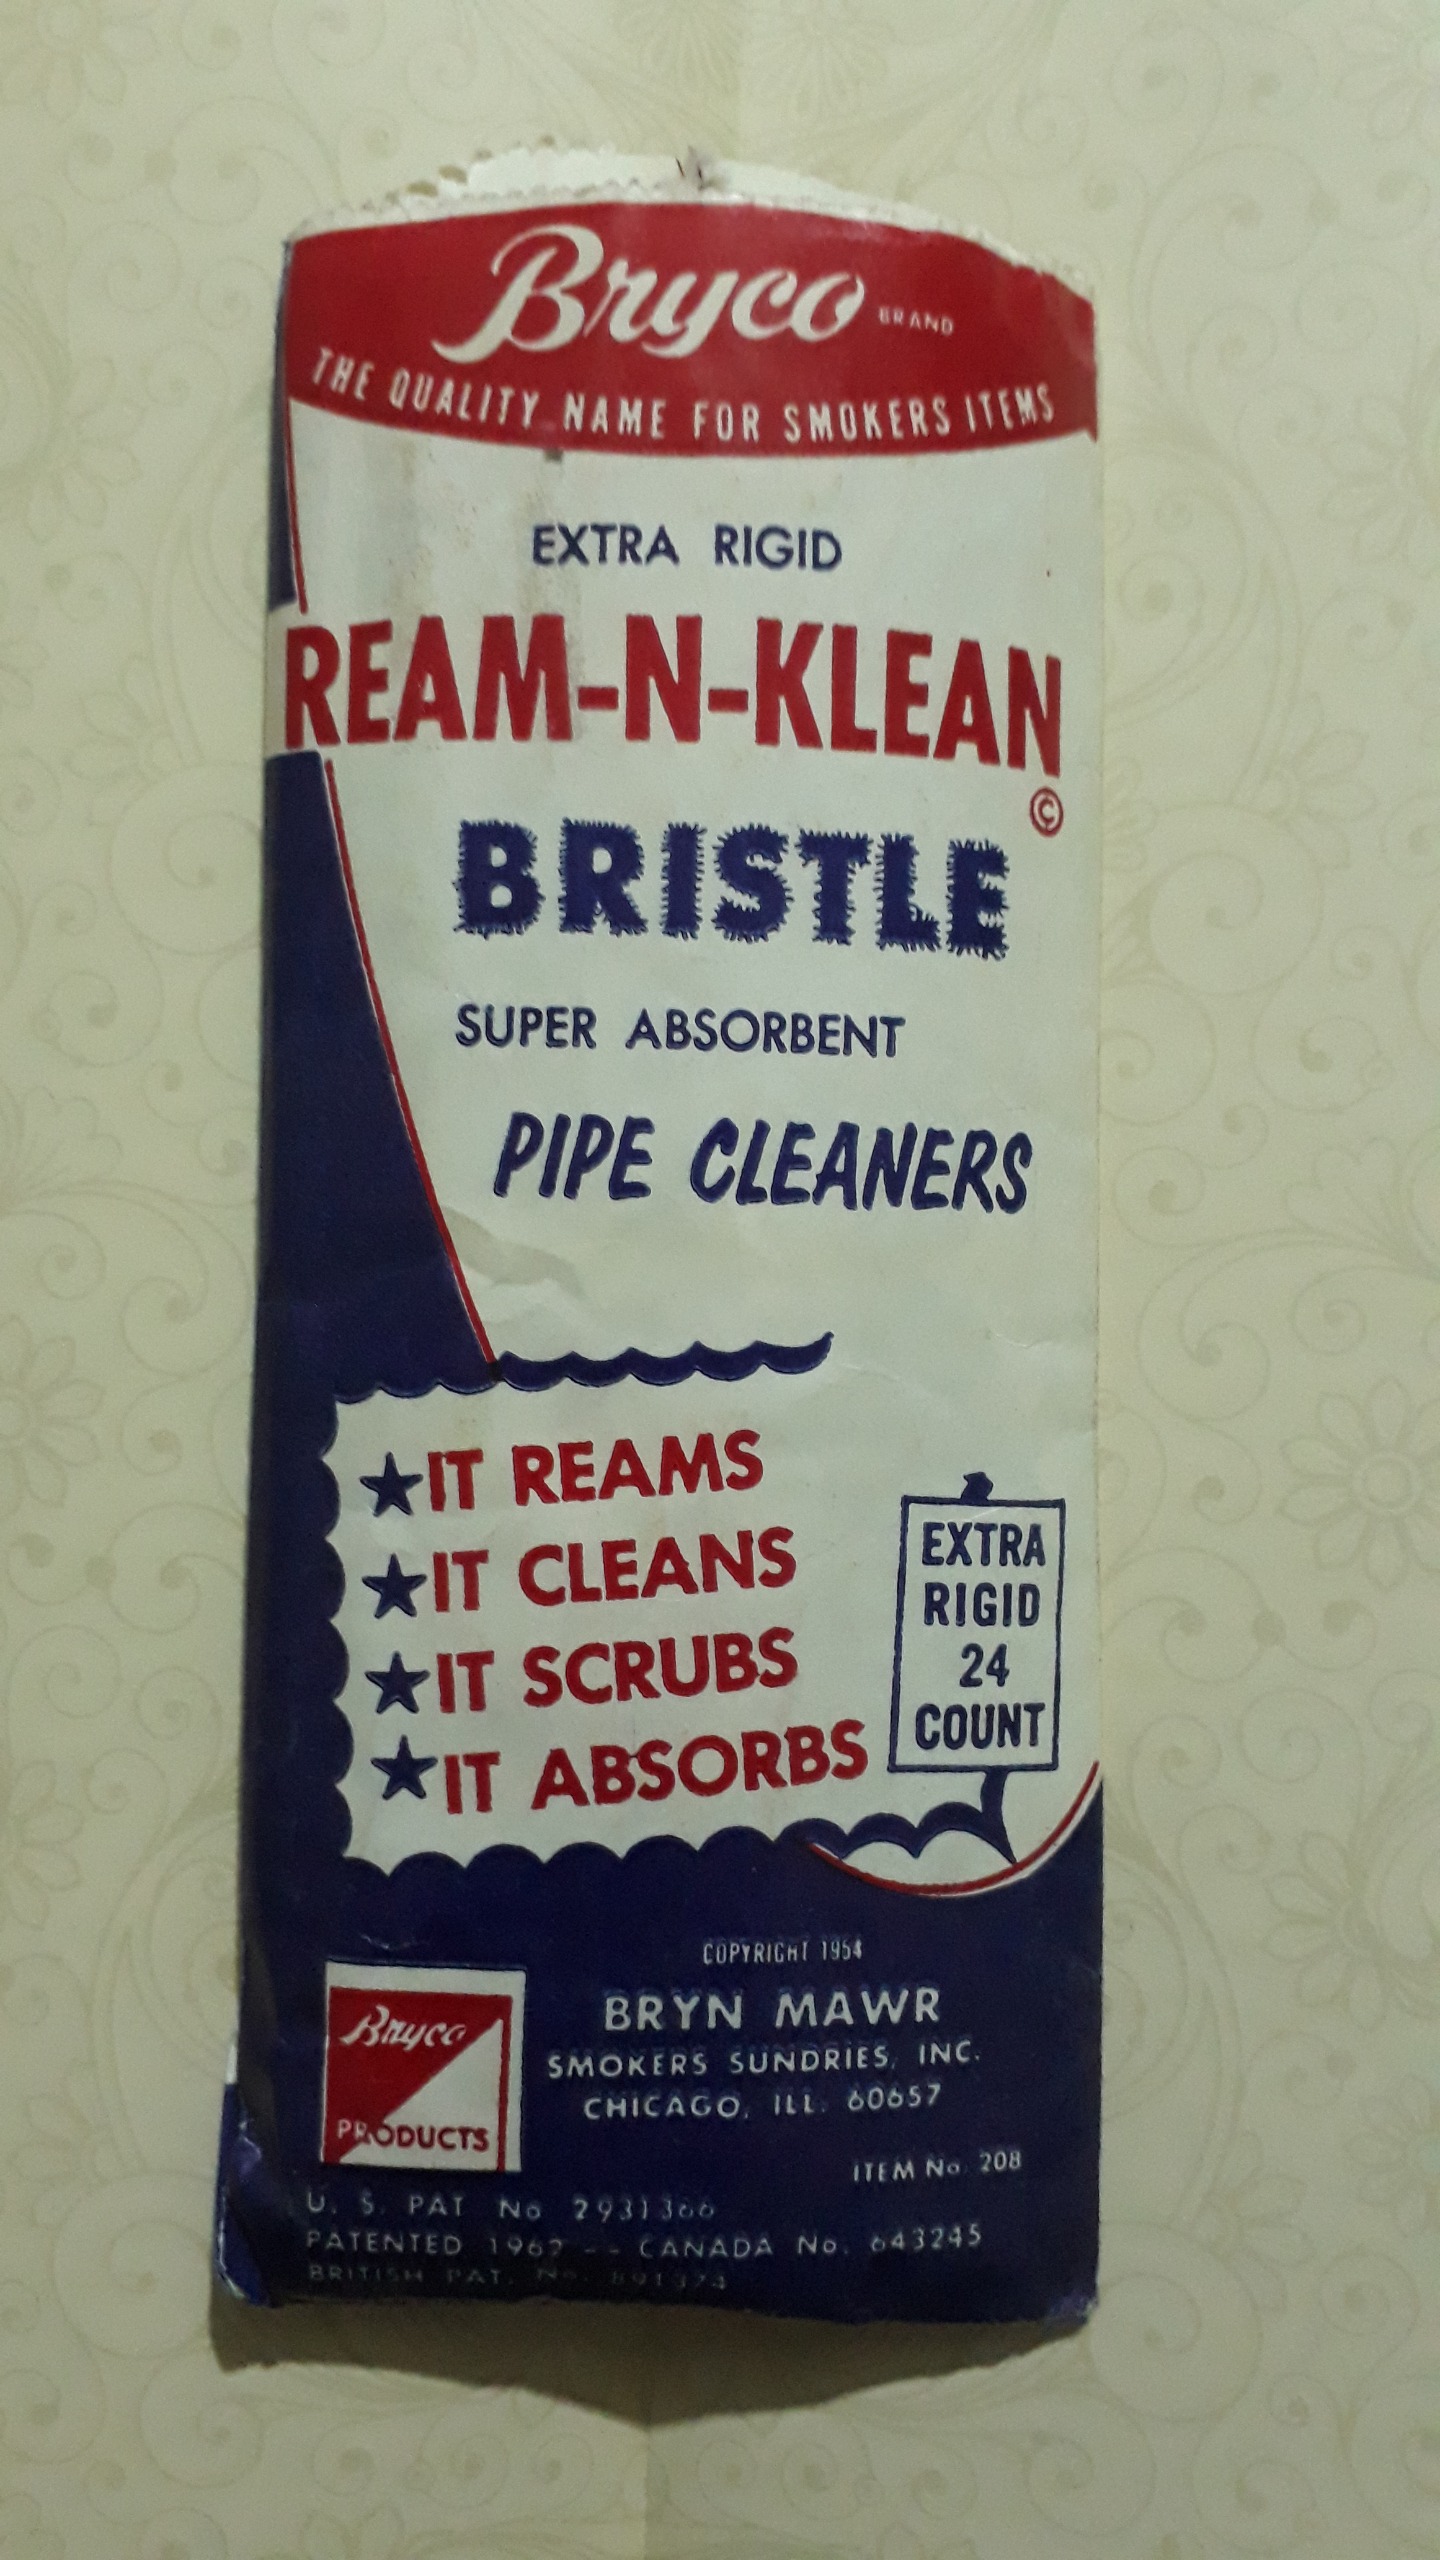 Bryco BRAND
THE QUALITY NAME FOR SMOKERS ITEMS
EXTRA RIGID
REAM-N-KLEAN
©
BRISTLE
SUPER ABSORBENT
PIPE CLEANERS
★IT REAMS
★IT CLEANS
★IT SCRUBS
★IT ABSORBS
EXTRA
RIGID
24
COUNT
COPYRIGHT 1954
BRYN MAWR
SMOKERS SUNDRIES, INC.
CHICAGO, ILL. 60657
Bryco
PRODUCTS
ITEM No. 208
U. S. PAT No 2931366
PATENTED 1962 -- CANADA No. 643245
BRITISH PAT. No. 891374